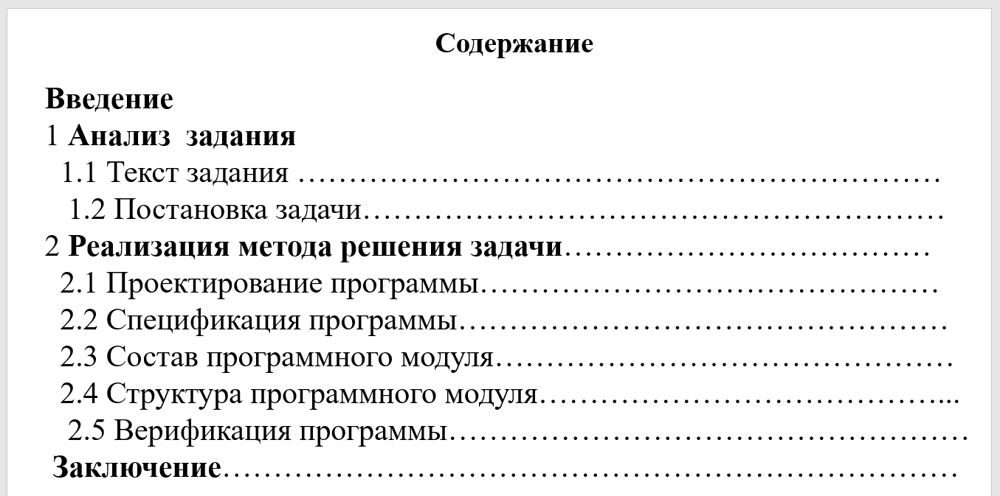 Содержание
Введение
1 Анализ  задания
1.1 Текст задания ……………………………………………………………
1.2 Постановка задачи…………………………………………………
2 Реализация метода решения задачи………………………………
2.1 Проектирование программы………………………………………
2.2 Спецификация программы…………………………………………
2.3 Состав программного модуля………………………………………
2.4 Структура программного модуля…………………………………...
2.5 Верификация программы……………………………………………
Заключение………………………………………………………………